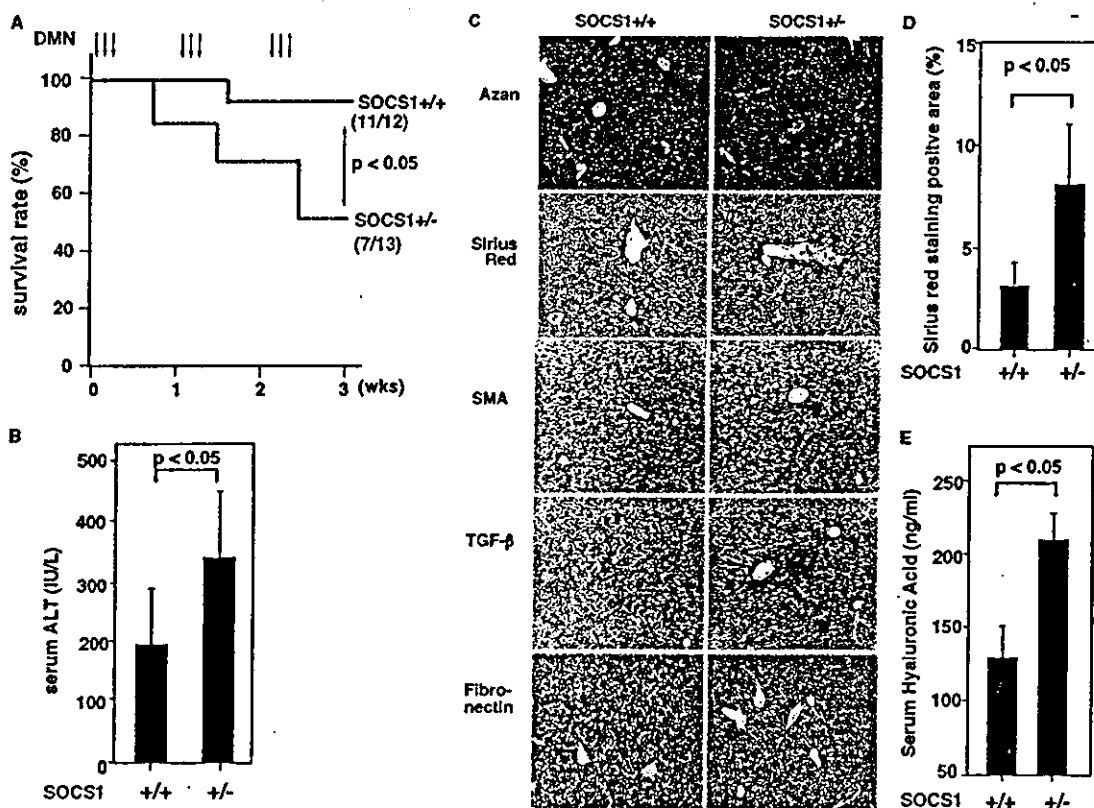 A
DMN
survival rate (%)
100
80
60
40
20
0
0 1 2 3 (wks)
SOCS1+/+
(11/12)
p < 0.05
SOCS1+/-
(7/13)
B
serum ALT (IU/L)
500
400
300
200
100
0
p < 0.05
SOCS1 +/+ +/-
C
SOCS1+/+ SOCS1+/-
Azan
Sirius
Red
SMA
TGF-β
Fibro-
nectin
D
Sirius red staining positve area (%)
15
10
5
0
p < 0.05
SOCS1 +/+ +/-
E
Serum Hyaluronic Acid (ng/ml)
250
200
150
100
50
p < 0.05
SOCS1 +/+ +/-